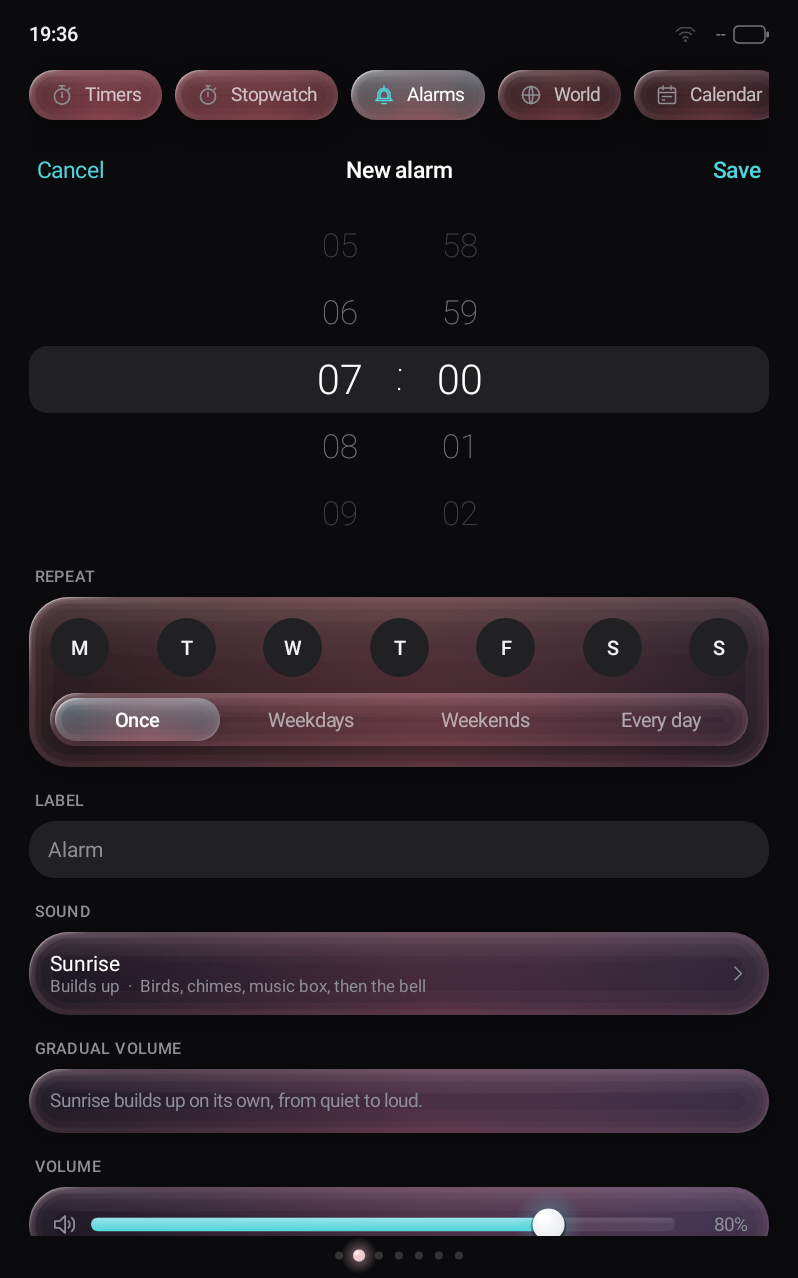 19:36
--
Timers Stopwatch Alarms World Calendar
Cancel New alarm Save
05 58
06 59
07 : 00
08 01
09 02
REPEAT
M T W T F S S
Once Weekdays Weekends Every day
LABEL
Alarm
SOUND
Sunrise
Builds up · Birds, chimes, music box, then the bell
GRADUAL VOLUME
Sunrise builds up on its own, from quiet to loud.
VOLUME
80%